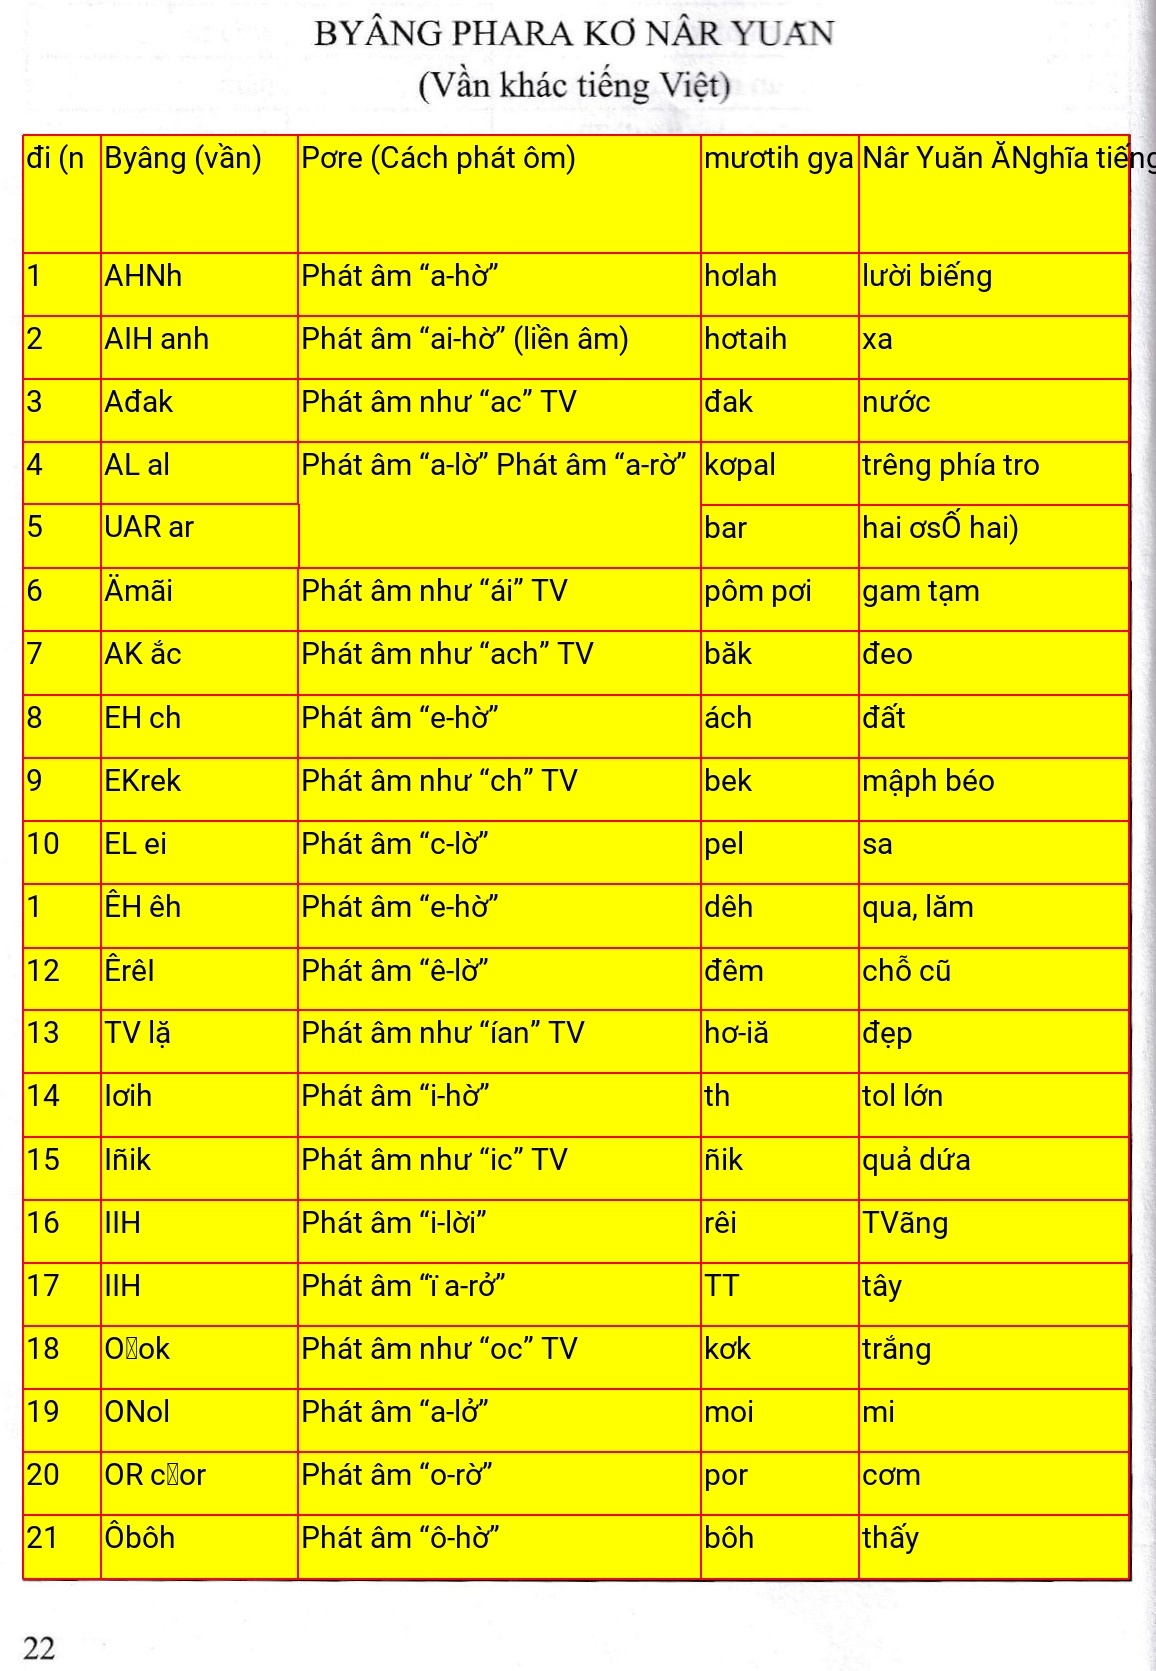 BYÂNG PHARA KƠ NÂR YUĂN
(Vần khác tiếng Việt)
đi (n Byâng (vần) Pơre (Cách phát ôm) mươtih gya Nâr Yuăn ĂNghĩa tiếng
1 AHNh Phát âm “a-hờ” hơlah lười biếng
2 AIH anh Phát âm “ai-hờ” (liền âm) hơtaih xa
3 Ađak Phát âm như “ac” TV đak nước
4 AL al Phát âm “a-lờ” Phát âm “a-rờ” kơpal trêng phía tro
5 UAR ar bar hai ơsỐ hai)
6 Ämãi Phát âm như “ái” TV pôm pơi gam tạm
7 AK ắc Phát âm như “ach” TV băk đeo
8 EH ch Phát âm “e-hờ” ách đất
9 EKrek Phát âm như “ch” TV bek mập béo
10 EL ei Phát âm “c-lờ” pel sa
1 ÊH êh Phát âm “e-hờ” dêh qua, lăm
12 ÊrêI Phát âm “ê-lờ” đêm chỗ cũ
13 TV lặ Phát âm như “ían” TV hơ-iă đẹp
14 Iơih Phát âm “i-hờ” th tol lớn
15 Iñik Phát âm như “ic” TV ñik quả dứa
16 IIH Phát âm “i-lời” rêi TVãng
17 IIH Phát âm “ï a-rở” TT tây
18 O▯ok Phát âm như “oc” TV kơk trắng
19 ONol Phát âm “a-lở” moi mi
20 OR c▯or Phát âm “o-rờ” por cơm
21 Ôbôh Phát âm “ô-hờ” bôh thấy
22